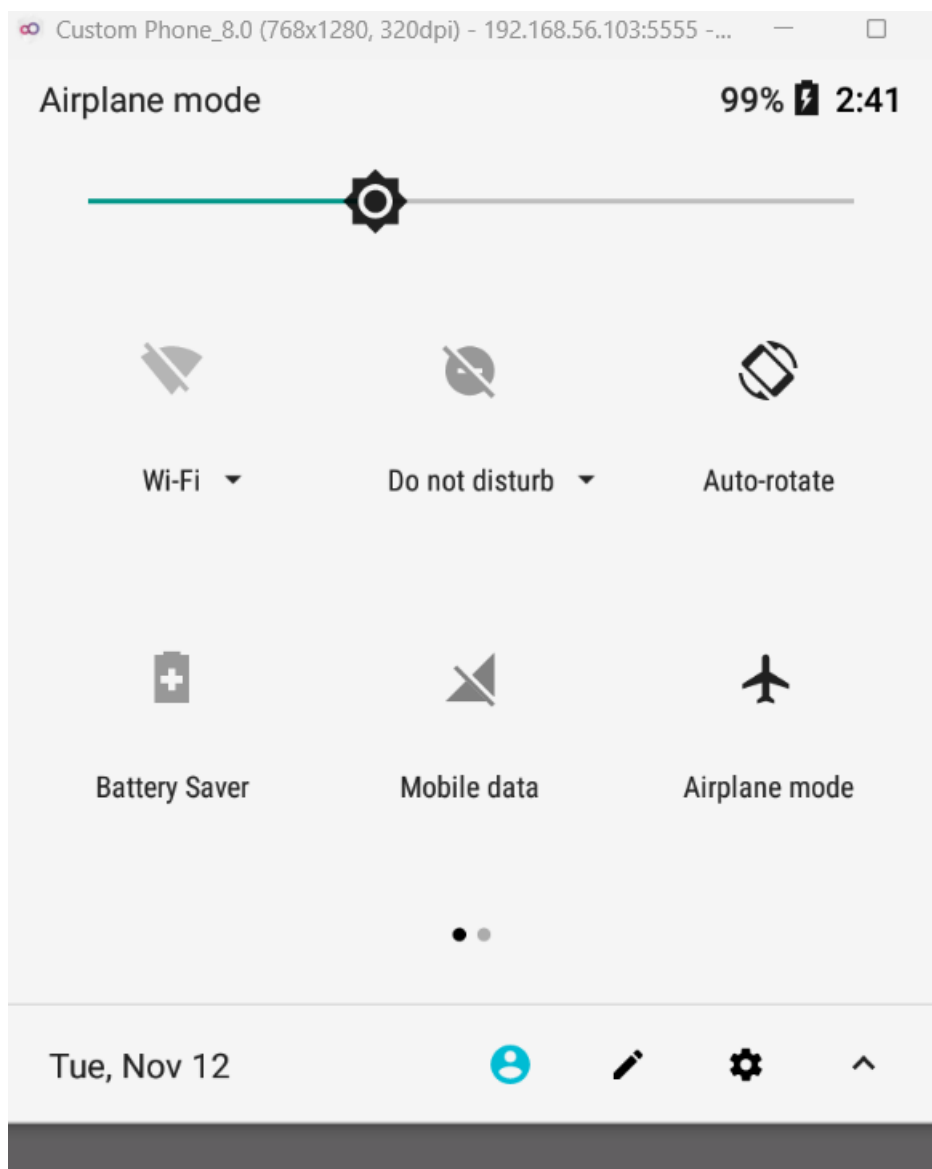 Custom Phone_8.0 (768x1280, 320dpi) - 192.168.56.103:5555 -...
Airplane mode 99% 2:41
Wi-Fi Do not disturb Auto-rotate
Battery Saver Mobile data Airplane mode
Tue, Nov 12